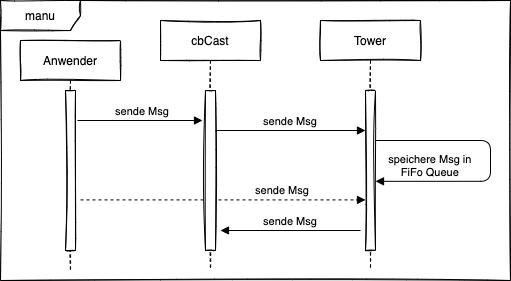 manu
Anwender
cbCast
Tower
sende Msg
sende Msg
speichere Msg in
FiFo Queue
sende Msg
sende Msg